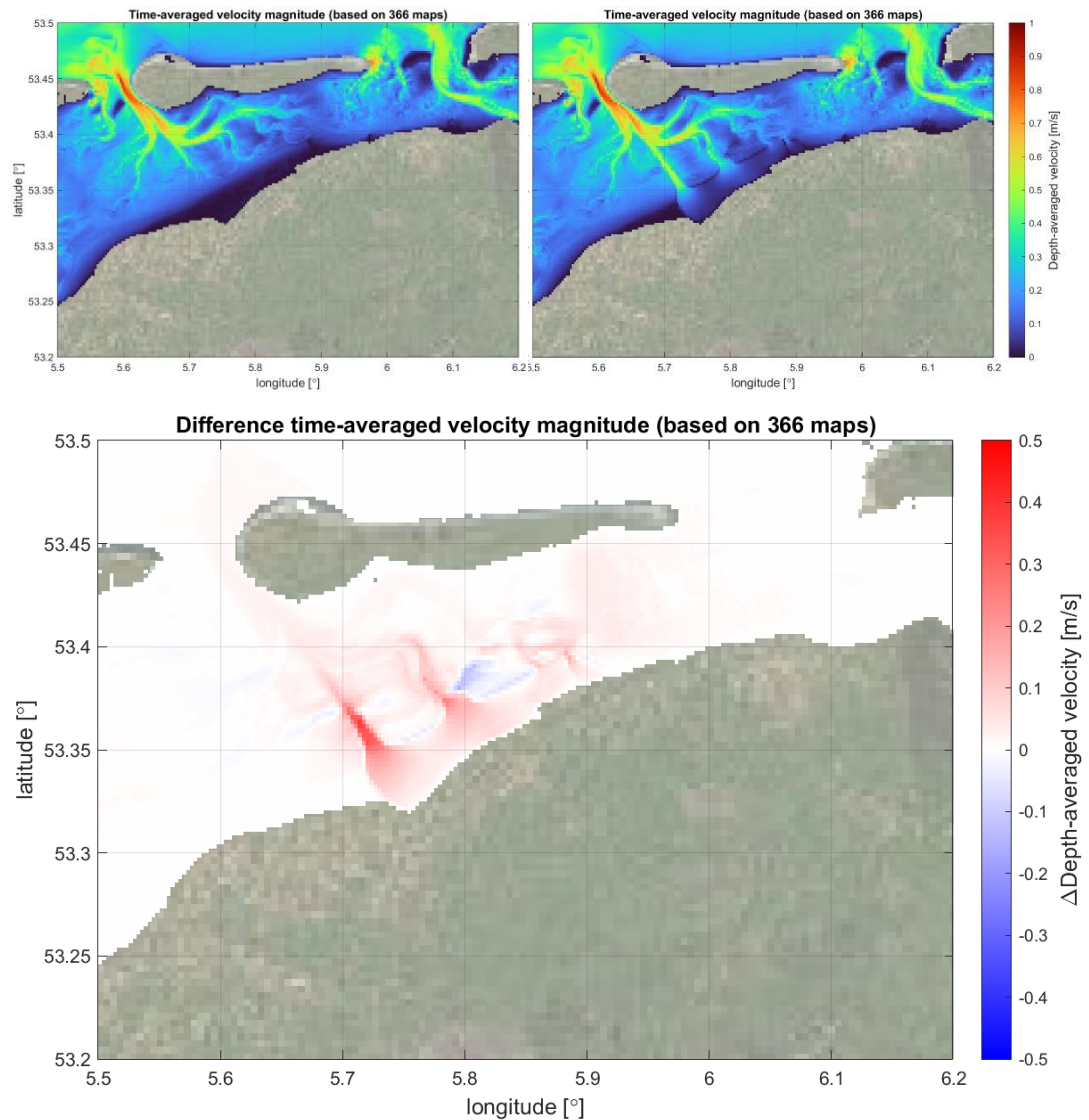 Time-averaged velocity magnitude (based on 366 maps)
Time-averaged velocity magnitude (based on 366 maps)
53.5
53.45
53.4
53.35
53.3
53.25
53.2
latitude [°]
5.5 5.6 5.7 5.8 5.9 6 6.1 6.2
longitude [°]
5.5 5.6 5.7 5.8 5.9 6 6.1 6.2
longitude [°]
1
0.9
0.8
0.7
0.6
0.5
0.4
0.3
0.2
0.1
0
Depth-averaged velocity [m/s]
Difference time-averaged velocity magnitude (based on 366 maps)
53.5
53.45
53.4
53.35
53.3
53.25
53.2
latitude [°]
5.5 5.6 5.7 5.8 5.9 6 6.1 6.2
longitude [°]
0.5
0.4
0.3
0.2
0.1
0
-0.1
-0.2
-0.3
-0.4
-0.5
ΔDepth-averaged velocity [m/s]